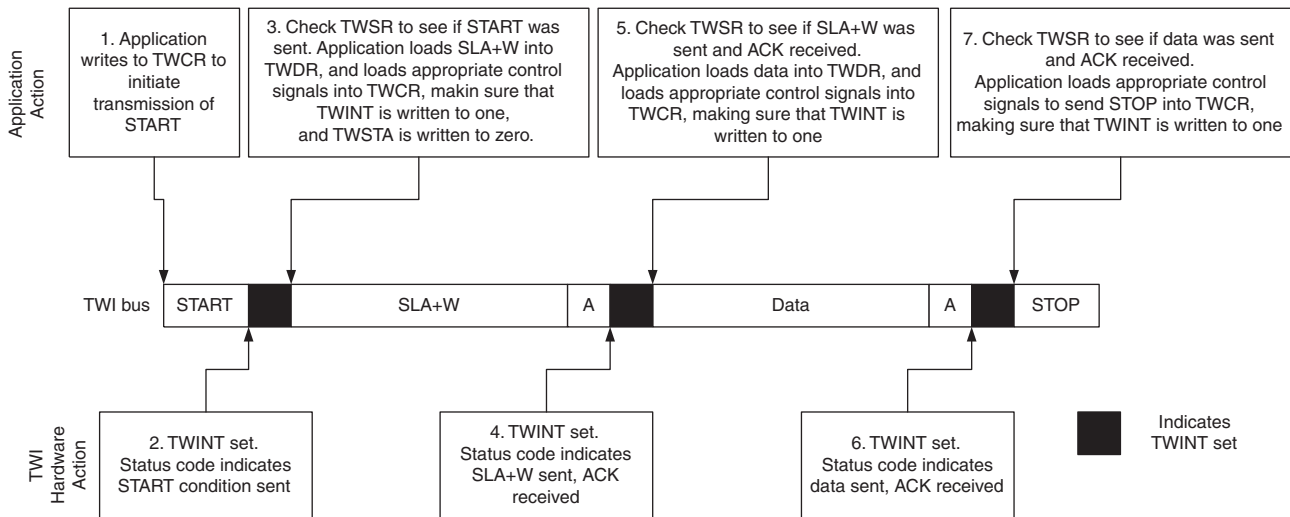 Application
Action
1. Application
writes to TWCR to
initiate
transmission of
START
3. Check TWSR to see if START was
sent. Application loads SLA+W into
TWDR, and loads appropriate control
signals into TWCR, makin sure that
TWINT is written to one,
and TWSTA is written to zero.
5. Check TWSR to see if SLA+W was
sent and ACK received.
Application loads data into TWDR, and
loads appropriate control signals into
TWCR, making sure that TWINT is
written to one
7. Check TWSR to see if data was sent
and ACK received.
Application loads appropriate control
signals to send STOP into TWCR,
making sure that TWINT is written to one
TWI bus
START
SLA+W
A
Data
A
STOP
TWI
Hardware
Action
2. TWINT set.
Status code indicates
START condition sent
4. TWINT set.
Status code indicates
SLA+W sent, ACK
received
6. TWINT set.
Status code indicates
data sent, ACK received
Indicates
TWINT set